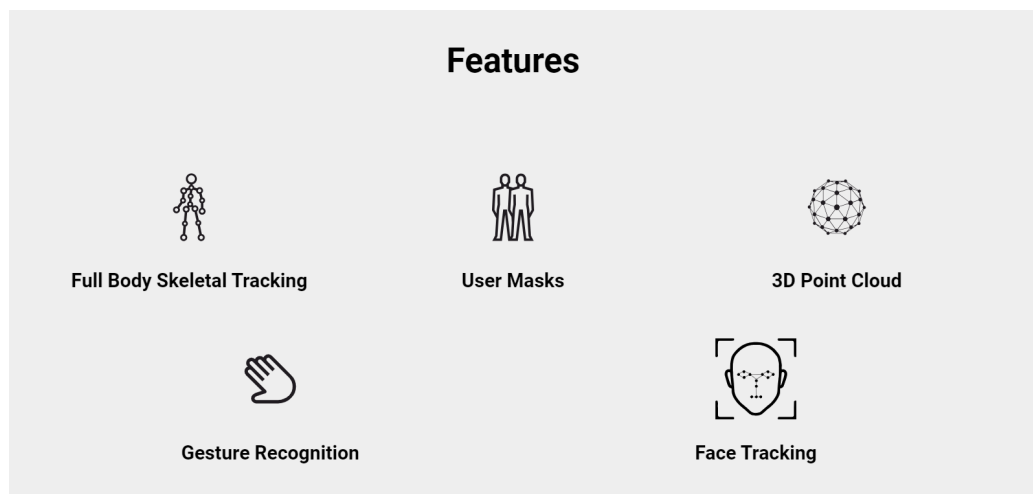 Features
Full Body Skeletal Tracking
User Masks
3D Point Cloud
Gesture Recognition
Face Tracking